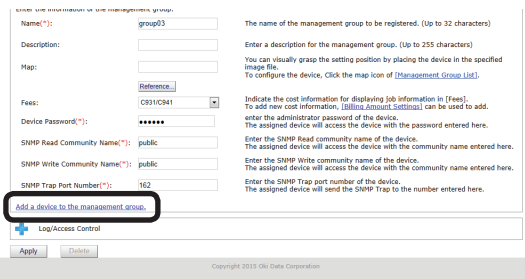 Enter the information of the management group.
Name(*): group03 The name of the management group to be registered. (Up to 32 characters)
Description: Enter a description for the management group. (Up to 255 characters)
Map: You can visually grasp the setting position by placing the device in the specified
image file.
To configure the device, Click the map icon of [Management Group List].
Reference...
Fees: C931/C941 Indicate the cost information for displaying job information in [Fees].
To add new cost information, [Billing Amount Settings] can be used to add.
Device Password(*): •••••• enter the administrator password of the device.
The assigned device will access the device with the password entered here.
SNMP Read Community Name(*): public Enter the SNMP Read community name of the device.
The assigned device will access the device with the community name entered here.
SNMP Write Community Name(*): public Enter the SNMP Write community name of the device.
The assigned device will access the device with the community name entered here.
SNMP Trap Port Number(*): 162 Enter the SNMP Trap port number of the device.
The assigned device will send the SNMP Trap to the number entered here.
Add a device to the management group.
Log/Access Control
Apply Delete
Copyright 2015 Oki Data Corporation